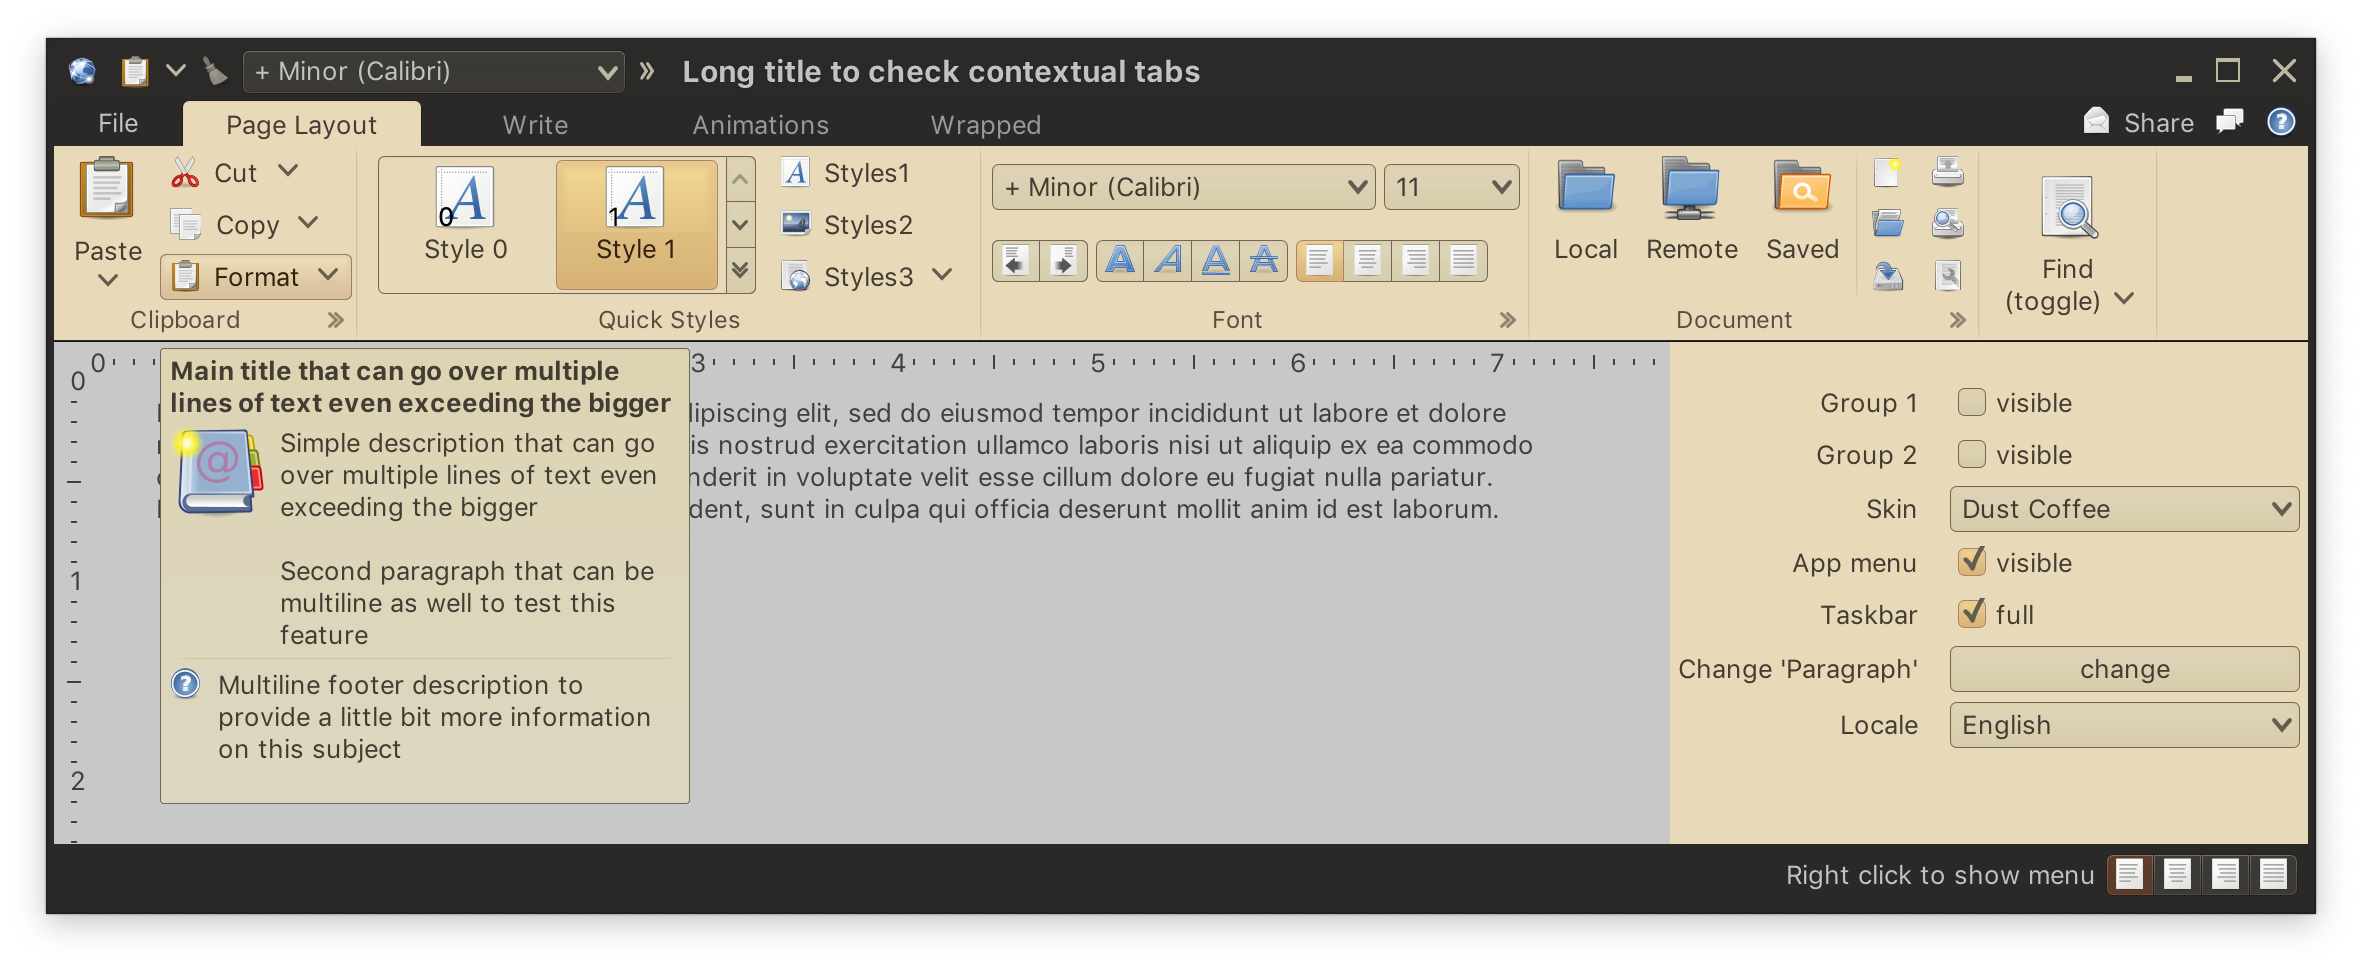 + Minor (Calibri) » Long title to check contextual tabs
File Page Layout Write Animations Wrapped Share
Paste
Cut
Copy
Format
Clipboard
0 Style 0
1 Style 1
Styles1
Styles2
Styles3
Quick Styles
+ Minor (Calibri) 11
Font
Local Remote Saved
Document
Find
(toggle)
0 3 4 5 6 7
0
1
2
Main title that can go over multiple
lines of text even exceeding the bigger
Simple description that can go
over multiple lines of text even
exceeding the bigger
Second paragraph that can be
multiline as well to test this
feature
Multiline footer description to
provide a little bit more information
on this subject
dipiscing elit, sed do eiusmod tempor incididunt ut labore et dolore
is nostrud exercitation ullamco laboris nisi ut aliquip ex ea commodo
nderit in voluptate velit esse cillum dolore eu fugiat nulla pariatur.
dent, sunt in culpa qui officia deserunt mollit anim id est laborum.
Group 1 visible
Group 2 visible
Skin Dust Coffee
App menu visible
Taskbar full
Change 'Paragraph' change
Locale English
Right click to show menu